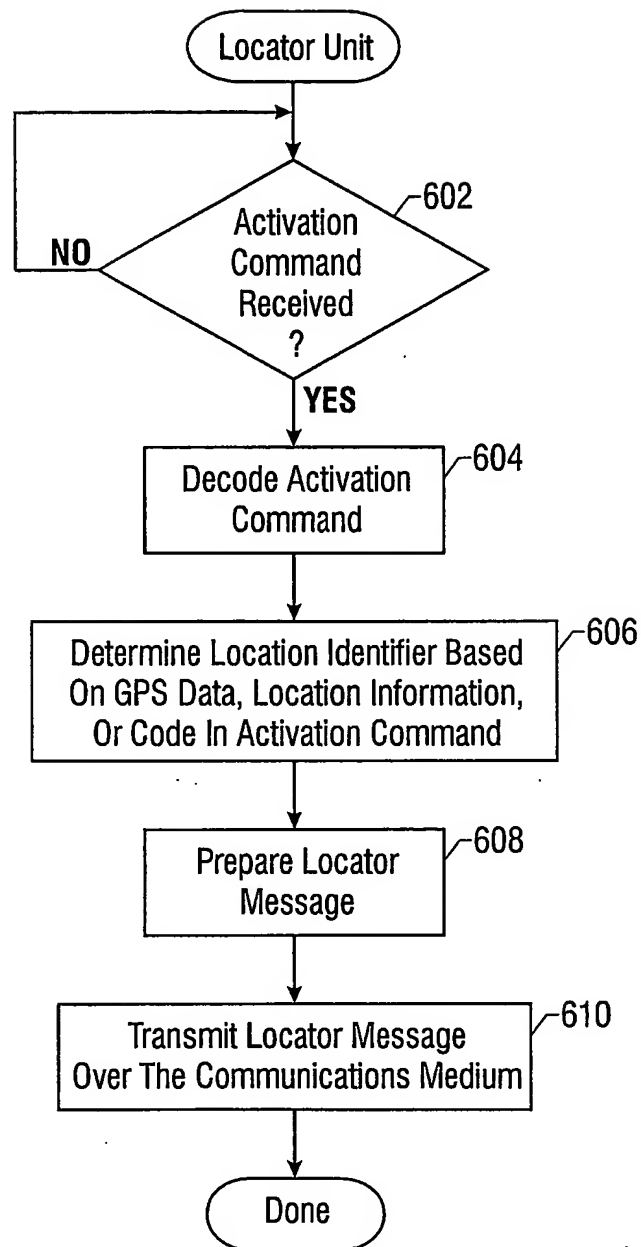 Locator Unit
602
Activation
Command
Received
?
NO
YES
604
Decode Activation
Command
606
Determine Location Identifier Based
On GPS Data, Location Information,
Or Code In Activation Command
608
Prepare Locator
Message
610
Transmit Locator Message
Over The Communications Medium
Done